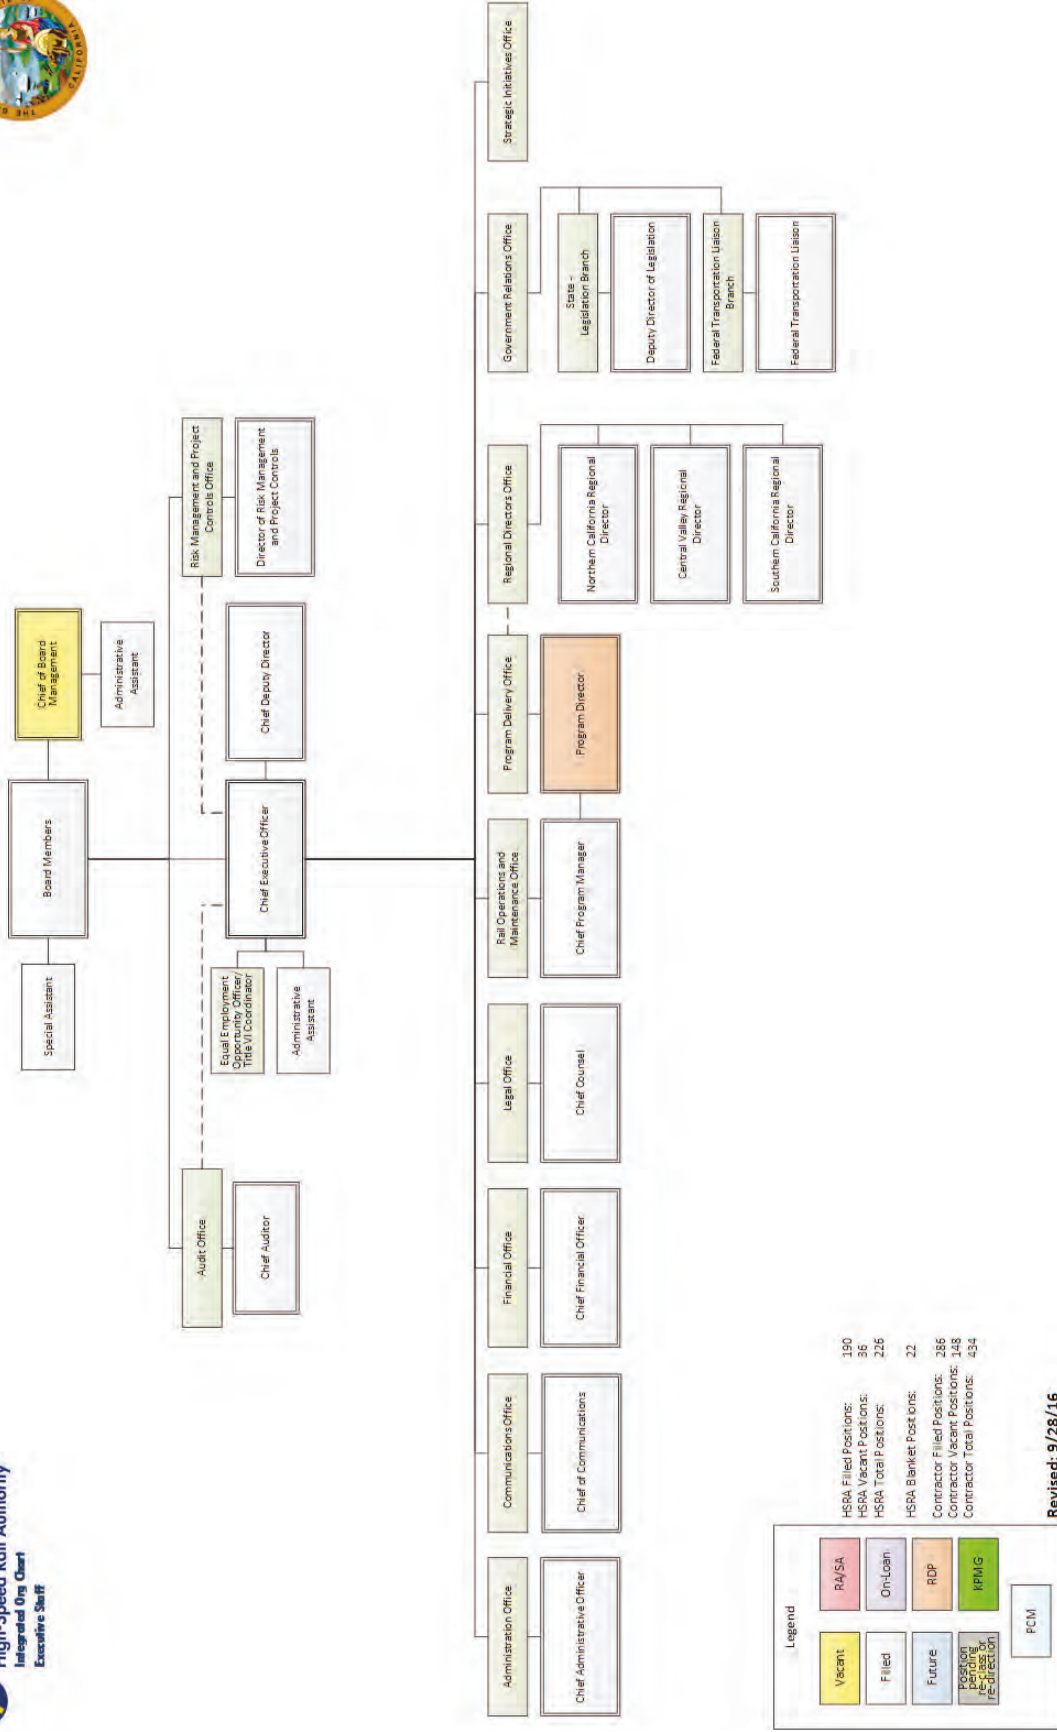 High-Speed Rail Authority
Integrated Org Chart
Executive Staff
CALIFORNIA
THE
Special Assistant
Board Members
Chief of Board
Management
Administrative
Assistant
Audit Office
Chief Auditor
Equal Employment
Opportunity Officer/
Title VI Coordinator
Administrative
Assistant
Chief Executive Officer
Chief Deputy Director
Risk Management and Project
Controls Office
Director of Risk Management
and Project Controls
Administration Office
Chief Administrative Officer
Communications Office
Chief of Communications
Financial Office
Chief Financial Officer
Legal Office
Chief Counsel
Rail Operations and
Maintenance Office
Chief Program Manager
Program Delivery Office
Program Director
Regional Directors Office
Northern California Regional
Director
Central Valley Regional
Director
Southern California Regional
Director
Government Relations Office
State -
Legislation Branch
Deputy Director of Legislation
Federal Transportation Liaison
Branch
Federal Transportation Liaison
Strategic Initiatives Office
Legend
Vacant
RA/SA
Filled
On-Loan
Future
RDP
Position
pending
re-class or
re-direction
KPMG
PCM
HSRA Filled Positions: 190
HSRA Vacant Positions: 36
HSRA Total Positions: 226
HSRA Blanket Positions: 22
Contractor Filled Positions: 286
Contractor Vacant Positions: 148
Contractor Total Positions: 434
Revised: 9/28/16